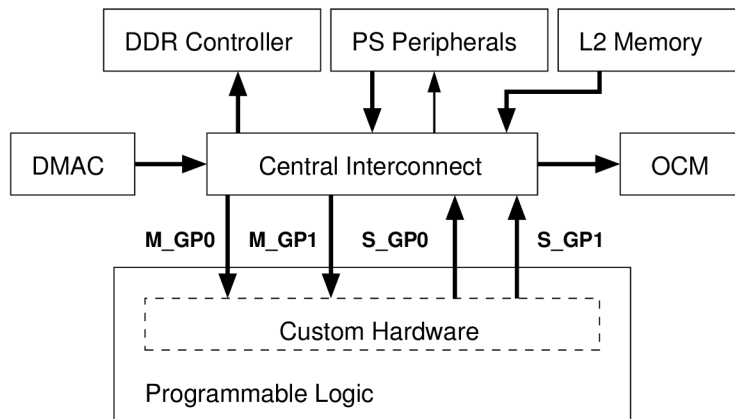 DDR Controller
PS Peripherals
L2 Memory
DMAC
Central Interconnect
OCM
M_GP0
M_GP1
S_GP0
S_GP1
Custom Hardware
Programmable Logic